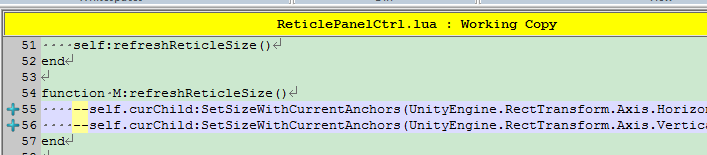 ReticlePanelCtrl.lua : Working Copy
51 ····self:refreshReticleSize()↵
52 end↵
53 ↵
54 function·M:refreshReticleSize()↵
55 ····--self.curChild:SetSizeWithCurrentAnchors(UnityEngine.RectTransform.Axis.Horizo
56 ····--self.curChild:SetSizeWithCurrentAnchors(UnityEngine.RectTransform.Axis.Vertica
57 end↵